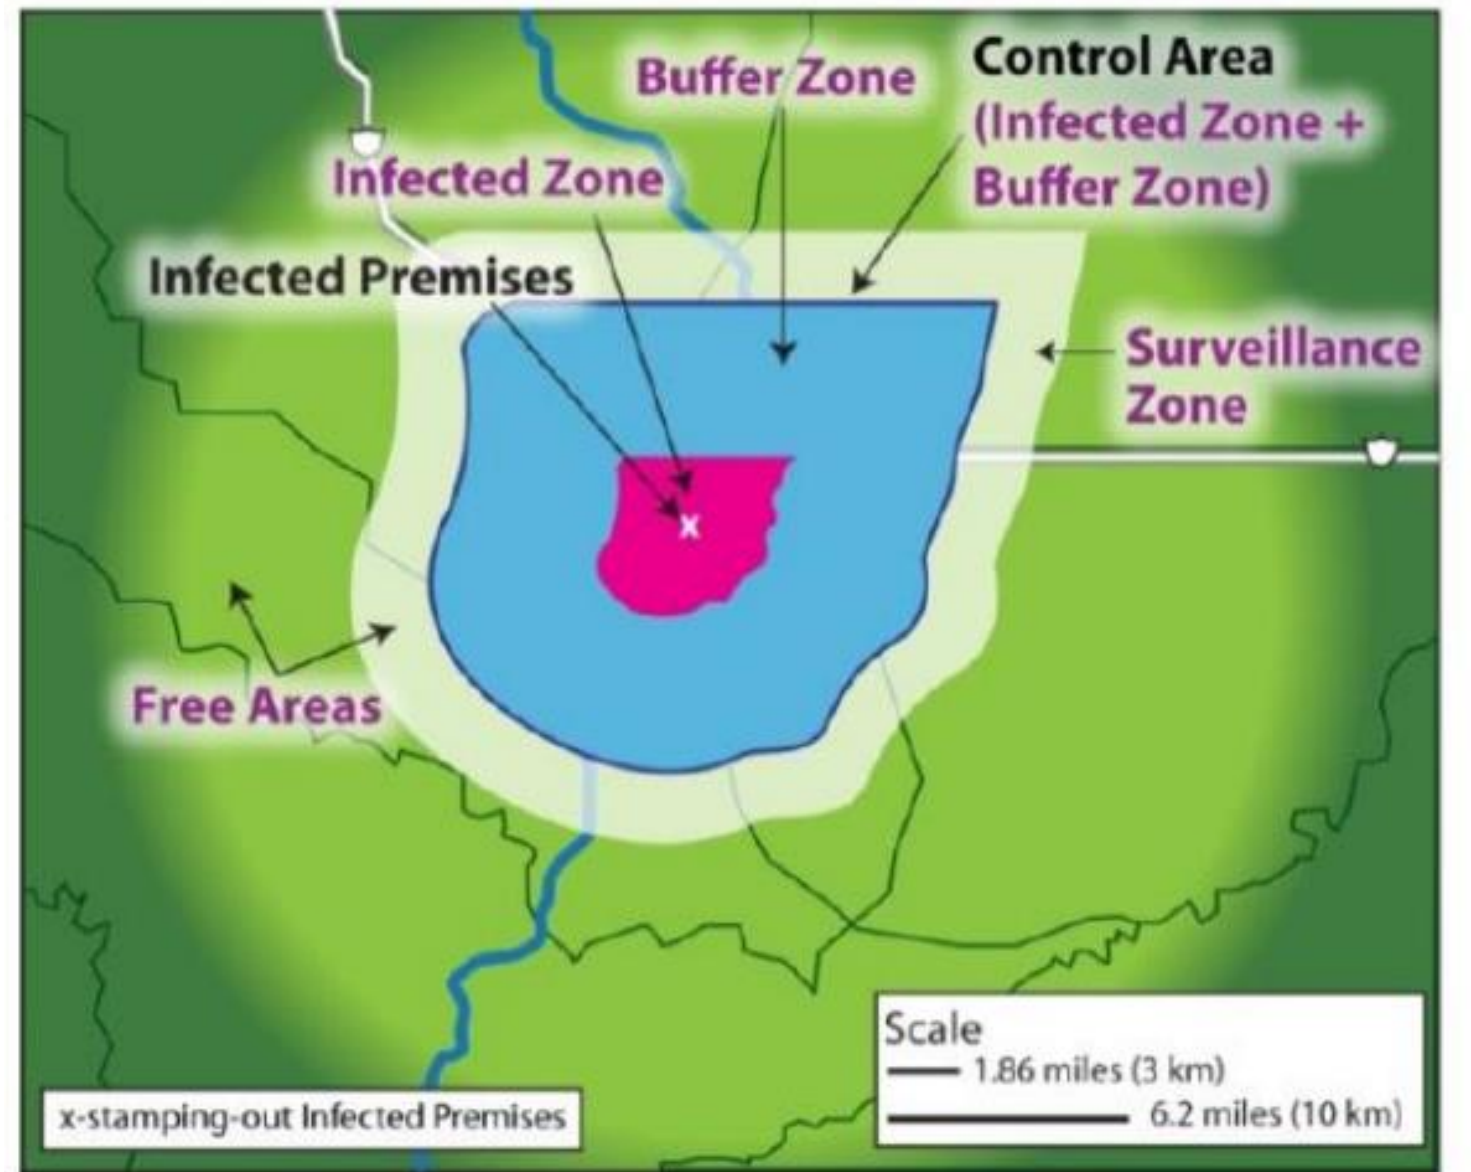 Buffer Zone
Control Area
(Infected Zone +
Buffer Zone)
Infected Zone
Infected Premises
Surveillance
Zone
x
Free Areas
Scale
1.86 miles (3 km)
6.2 miles (10 km)
x-stamping-out Infected Premises